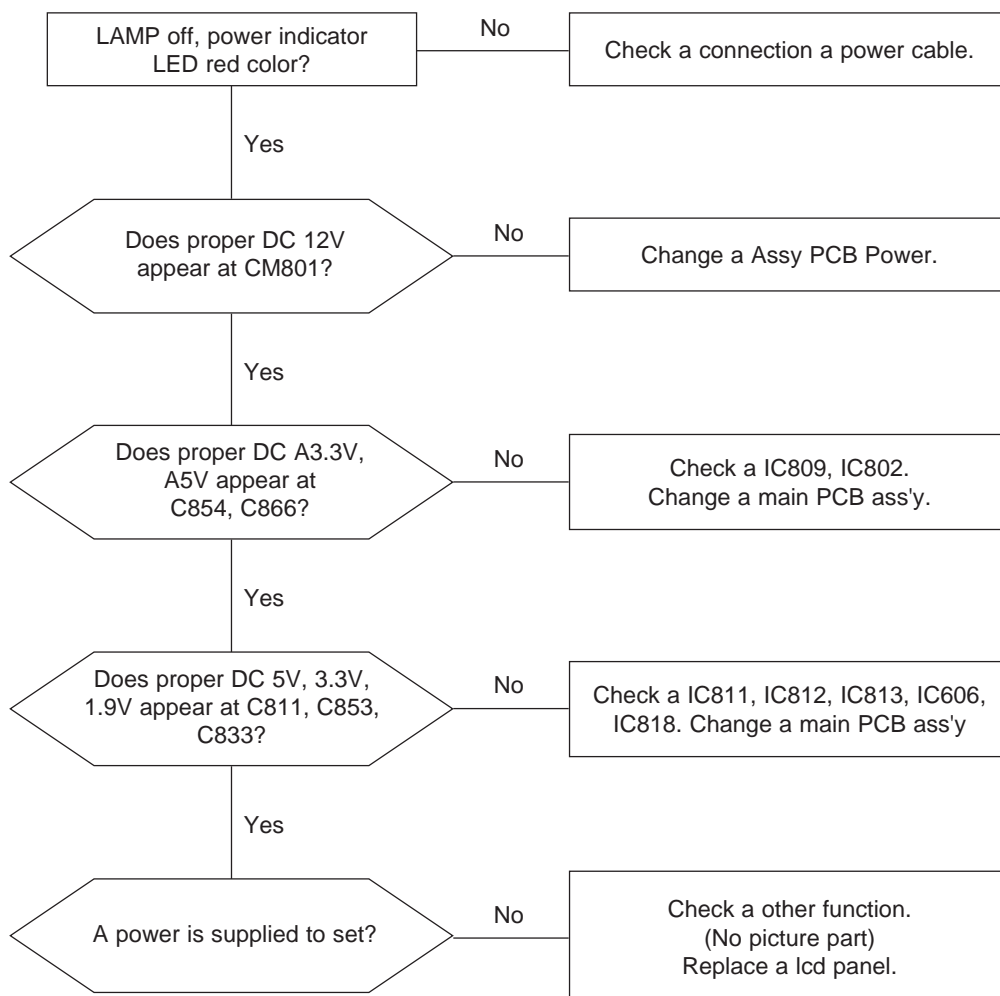 LAMP off, power indicator
LED red color?
No
Check a connection a power cable.
Yes
Does proper DC 12V
appear at CM801?
No
Change a Assy PCB Power.
Yes
Does proper DC A3.3V,
A5V appear at
C854, C866?
No
Check a IC809, IC802.
Change a main PCB ass'y.
Yes
Does proper DC 5V, 3.3V,
1.9V appear at C811, C853,
C833?
No
Check a IC811, IC812, IC813, IC606,
IC818. Change a main PCB ass'y
Yes
A power is supplied to set?
No
Check a other function.
(No picture part)
Replace a lcd panel.